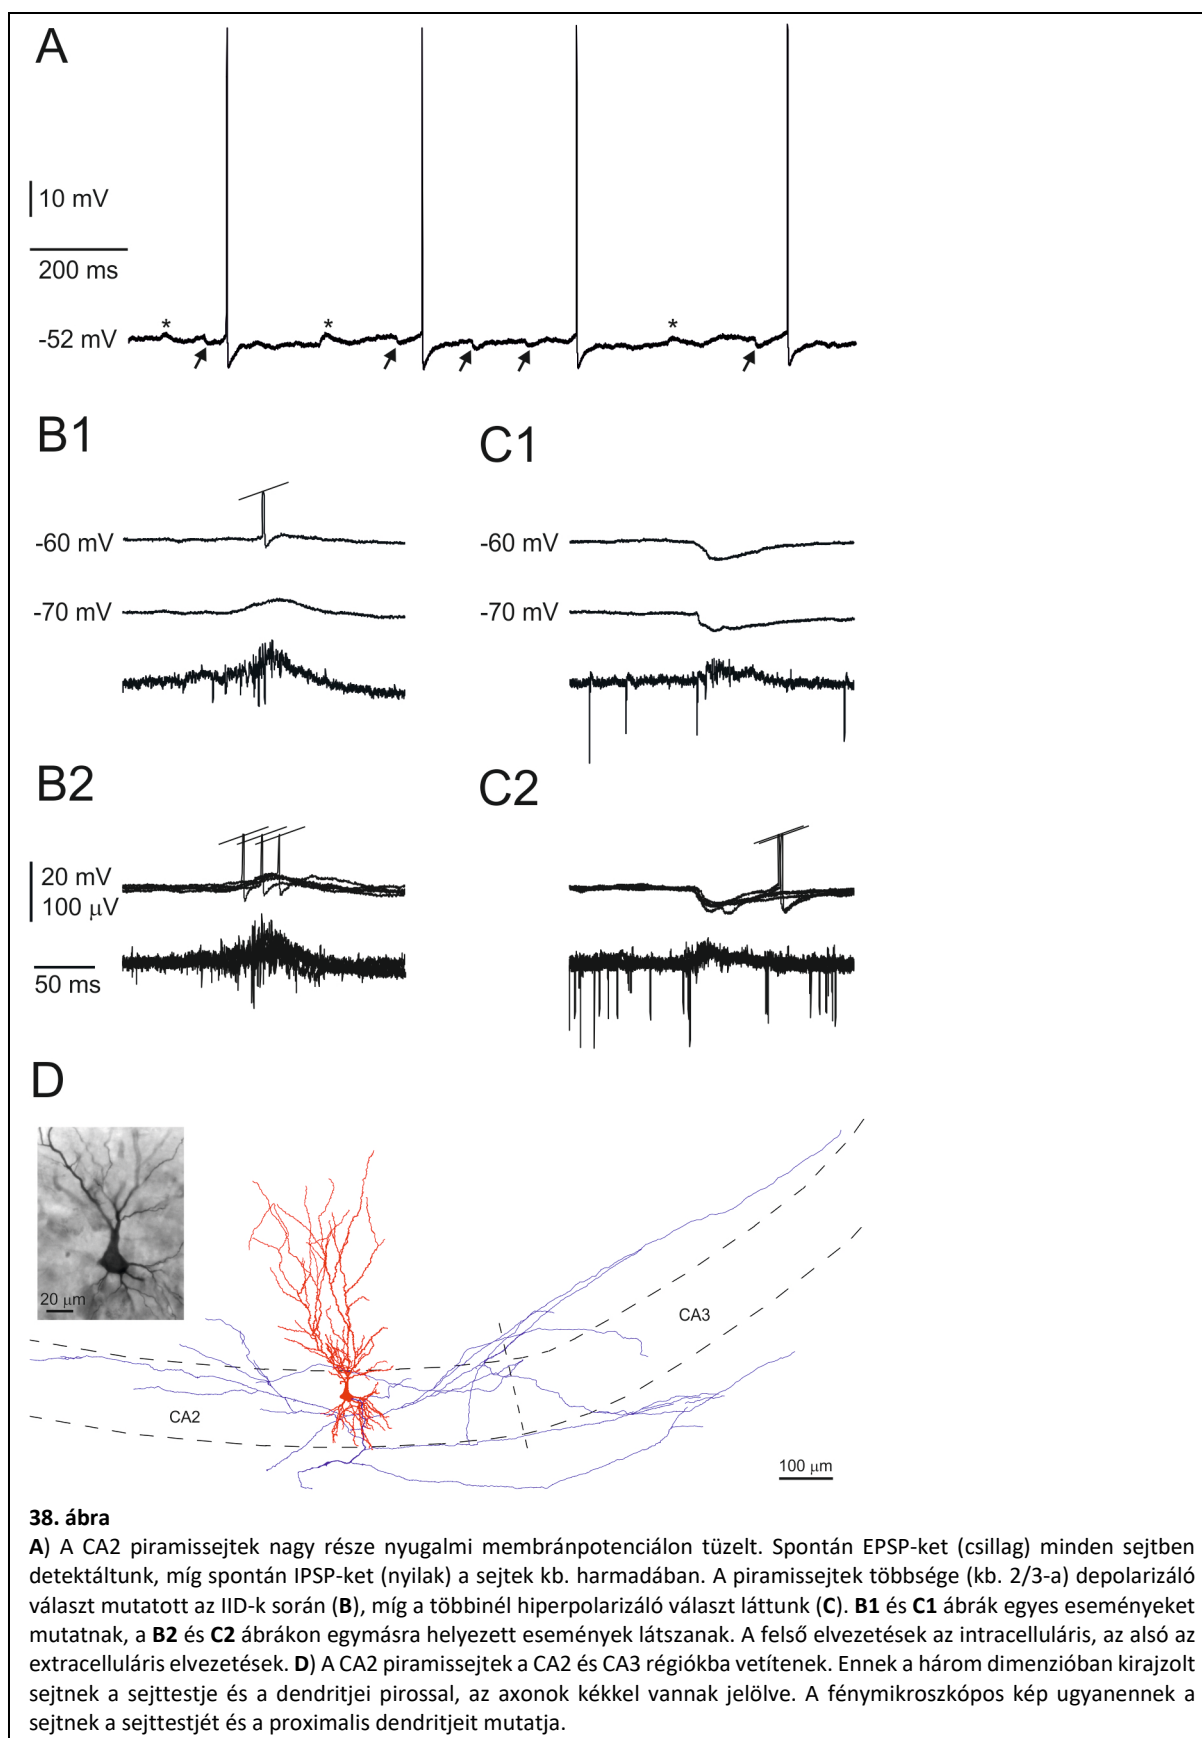 A
10 mV
200 ms
* * *
-52 mV
B1
C1
-60 mV
-60 mV
-70 mV
-70 mV
B2
C2
20 mV
100 µV
50 ms
D
20 µm
CA3
CA2
100 µm
38. ábra
A) A CA2 piramissejtek nagy része nyugalmi membránpotenciálon tüzelt. Spontán EPSP-ket (csillag) minden sejtben
detektáltunk, míg spontán IPSP-ket (nyilak) a sejtek kb. harmadában. A piramissejtek többsége (kb. 2/3-a) depolarizáló
választ mutatott az IID-k során (B), míg a többinél hiperpolarizáló választ láttunk (C). B1 és C1 ábrák egyes eseményeket
mutatnak, a B2 és C2 ábrákon egymásra helyezett események látszanak. A felső elvezetések az intracelluláris, az alsó az
extracelluláris elvezetések. D) A CA2 piramissejtek a CA2 és CA3 régiókba vetítenek. Ennek a három dimenzióban kirajzolt
sejtnek a sejttestje és a dendritjei pirossal, az axonok kékkel vannak jelölve. A fénymikroszkópos kép ugyanennek a
sejtnek a sejttestjét és a proximalis dendritjeit mutatja.